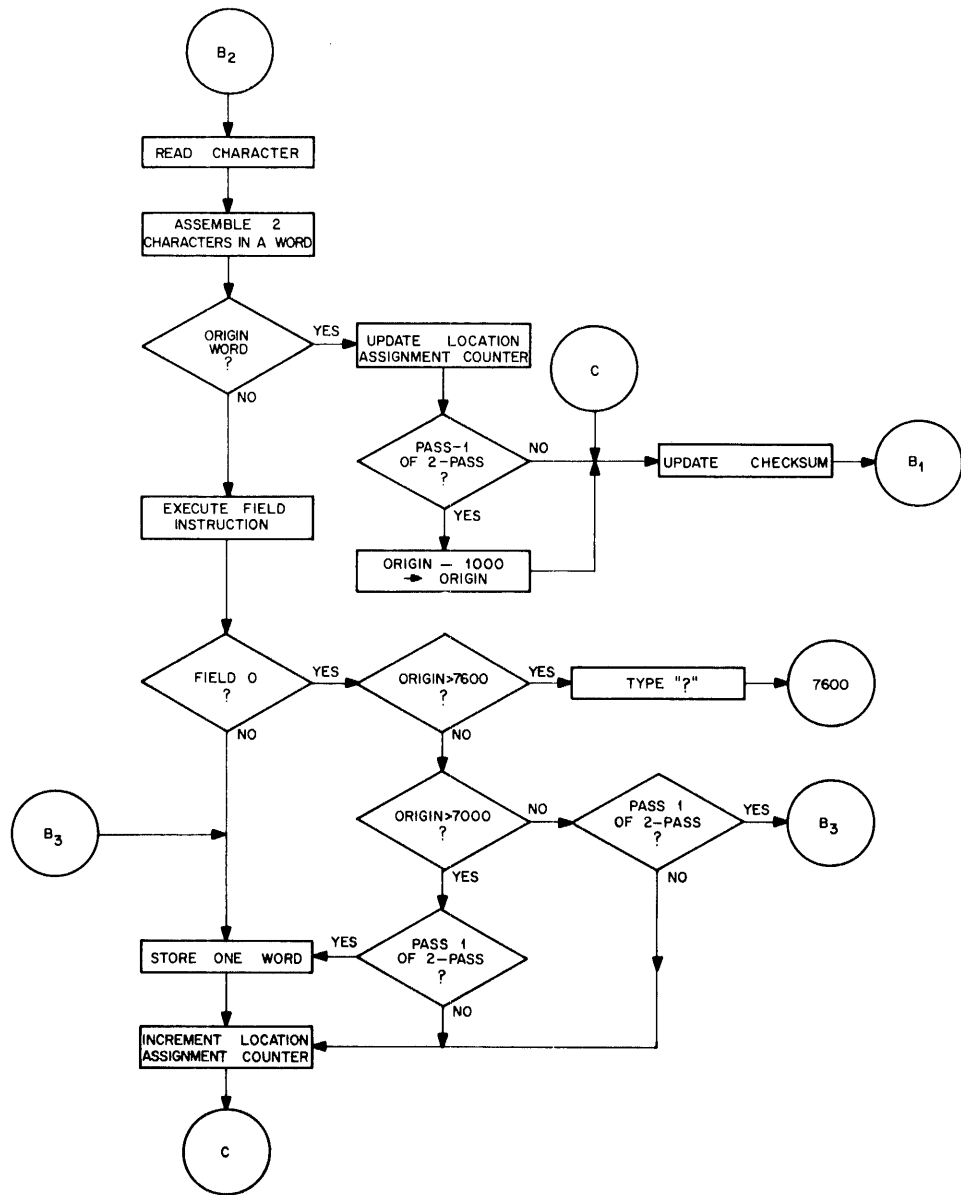 B2
READ CHARACTER
ASSEMBLE 2
CHARACTERS IN A WORD
ORIGIN
WORD
?
YES
NO
UPDATE LOCATION
ASSIGNMENT COUNTER
C
PASS-1
OF 2-PASS
?
NO
YES
UPDATE CHECKSUM
B1
EXECUTE FIELD
INSTRUCTION
ORIGIN — 1000
→ ORIGIN
FIELD O
?
YES
NO
ORIGIN>7600
?
YES
NO
TYPE "?"
7600
B3
ORIGIN>7000
?
NO
YES
PASS 1
OF 2-PASS
?
YES
NO
B3
STORE ONE WORD
YES
PASS 1
OF 2-PASS
?
NO
INCREMENT LOCATION
ASSIGNMENT COUNTER
C